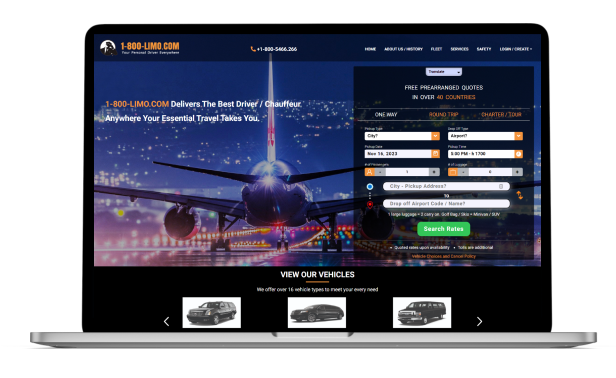 1-800-LIMO.COM
Your Personal Driver Everywhere
+1-800-5466.266
HOME
ABOUT US / HISTORY
FLEET
SERVICES
SAFETY
LOGIN / CREATE
Translate
FREE PREARRANGED QUOTES
IN OVER 40 COUNTRIES
1-800-LIMO.COM Delivers The Best Driver / Chauffeur
Anywhere Your Essential Travel Takes You.
ONE WAY
ROUND TRIP
CHARTER / TOUR
Pickup Type
Drop Off Type
City?
Airport?
Pickup Date
Pickup Time
Nov 16, 2023
5:00 PM - h 1700
# of Passengers
# of Luggage
1
0
City - Pickup Address?
TO
Drop off Airport Code / Name?
1 large luggage = 2 carry on. Golf Bag / Skis = Minivan / SUV
Search Rates
Quoted rates upon availability
Tolls are additional
Vehicle Choices and Cancel Policy
VIEW OUR VEHICLES
We offer over 16 vehicle types to meet your every need